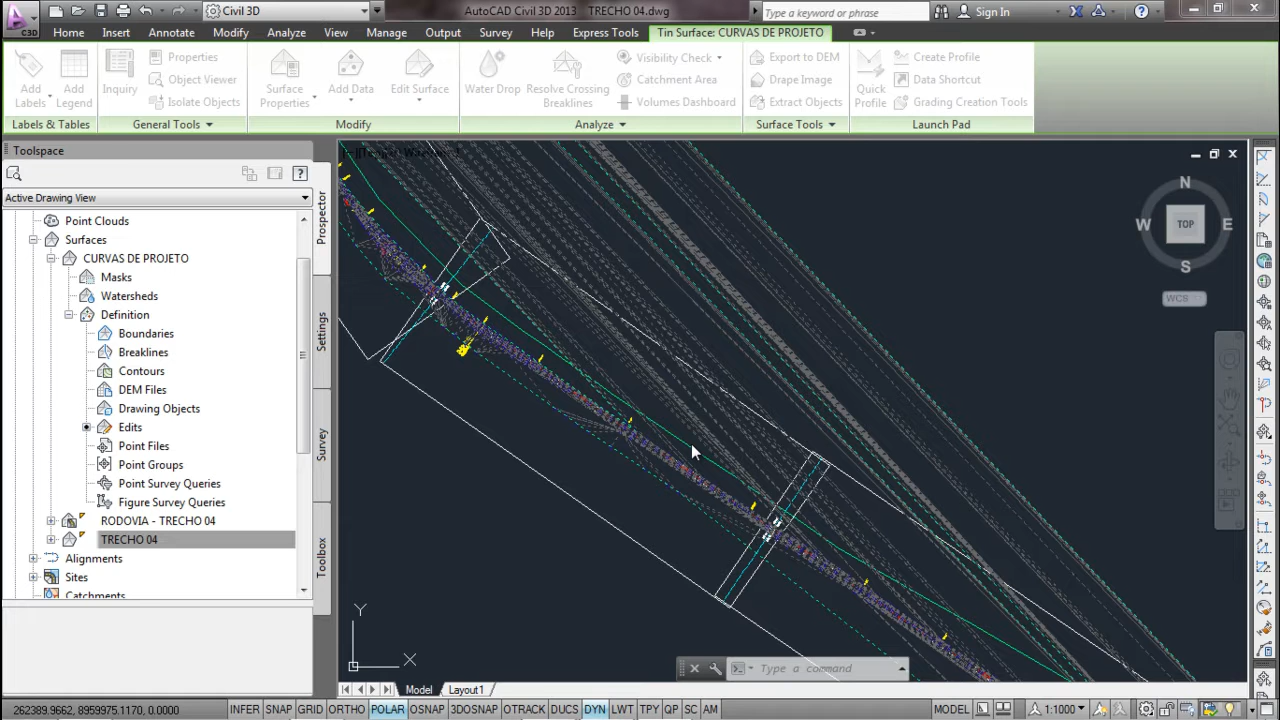 Civil 3D
AutoCAD Civil 3D 2013 TRECHO 04.dwg
Type a keyword or phrase
Sign In
C3D
Home Insert Annotate Modify Analyze View Manage Output Survey Help Express Tools Tin Surface: CURVAS DE PROJETO
Add Labels
Add Legend
Inquiry
Properties
Object Viewer
Isolate Objects
Surface Properties
Add Data
Edit Surface
Water Drop
Resolve Crossing Breaklines
Visibility Check
Catchment Area
Volumes Dashboard
Export to DEM
Drape Image
Extract Objects
Quick Profile
Create Profile
Data Shortcut
Grading Creation Tools
Labels & Tables
General Tools
Modify
Analyze
Surface Tools
Launch Pad
Toolspace
Active Drawing View
Point Clouds
Surfaces
CURVAS DE PROJETO
Masks
Watersheds
Definition
Boundaries
Breaklines
Contours
DEM Files
Drawing Objects
Edits
Point Files
Point Groups
Point Survey Queries
Figure Survey Queries
RODOVIA - TRECHO 04
TRECHO 04
Alignments
Sites
Catchments
Prospector
Settings
Survey
Toolbox
N
W
TOP
E
S
WCS
Y
X
Type a command
Model
Layout1
262389.9662, 8959975.1170, 0.0000
INFER SNAP GRID ORTHO POLAR OSNAP 3DOSNAP OTRACK DUCS DYN LWT TPY QP SC AM
MODEL
1:1000